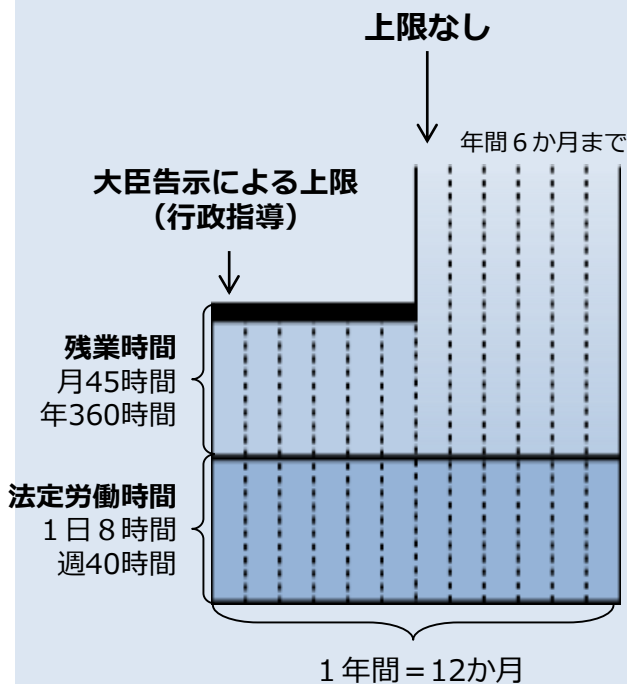 上限なし
年間６か月まで
大臣告示による上限
（行政指導）
残業時間
月45時間
年360時間
法定労働時間
１日８時間
週40時間
１年間＝12か月